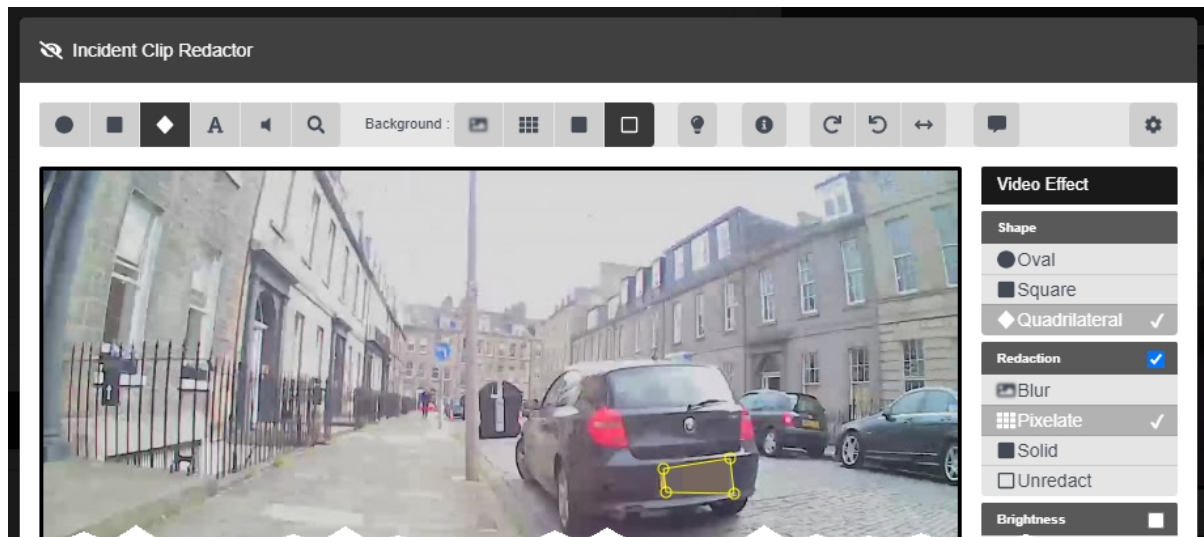 Incident Clip Redactor
A
Background :
Video Effect
Shape
Oval
Square
Quadrilateral
Redaction
Blur
Pixelate
Solid
Unredact
Brightness